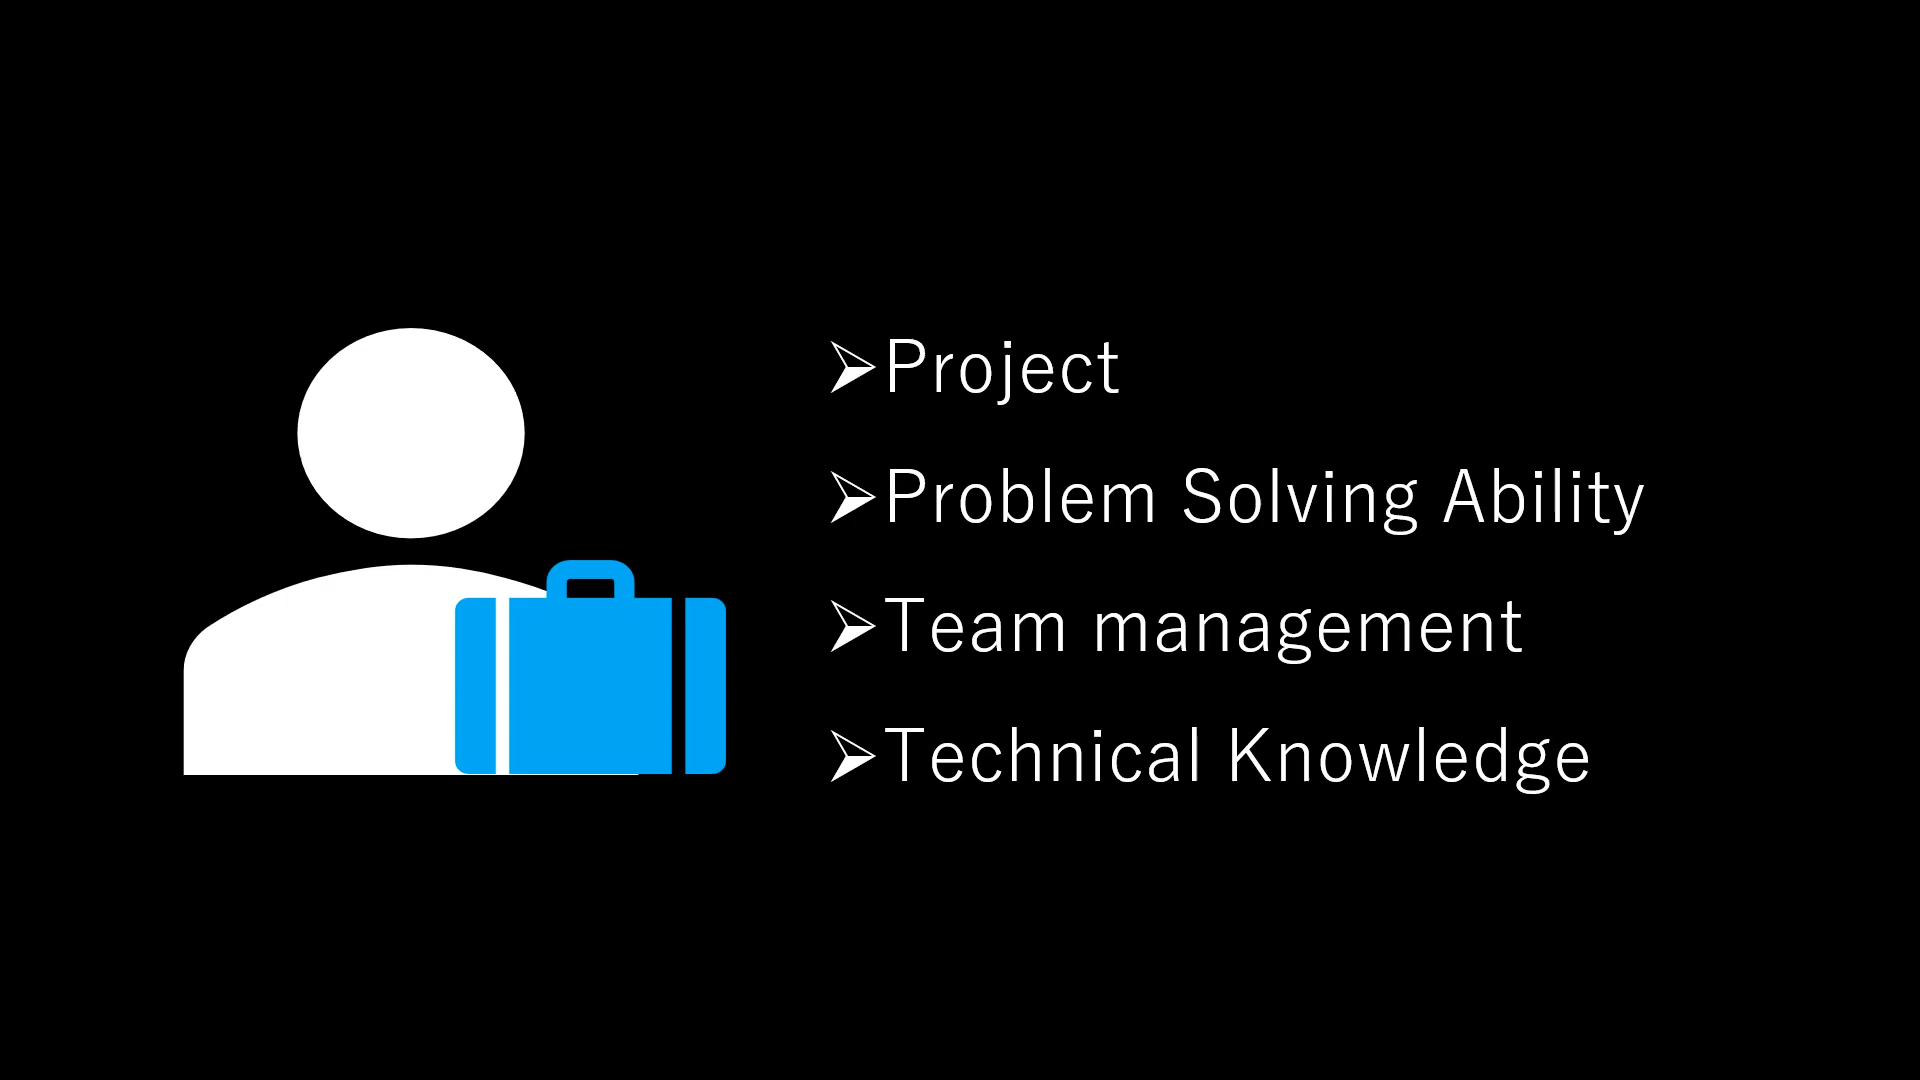 ➢Project
➢Problem Solving Ability
➢Team management
➢Technical Knowledge